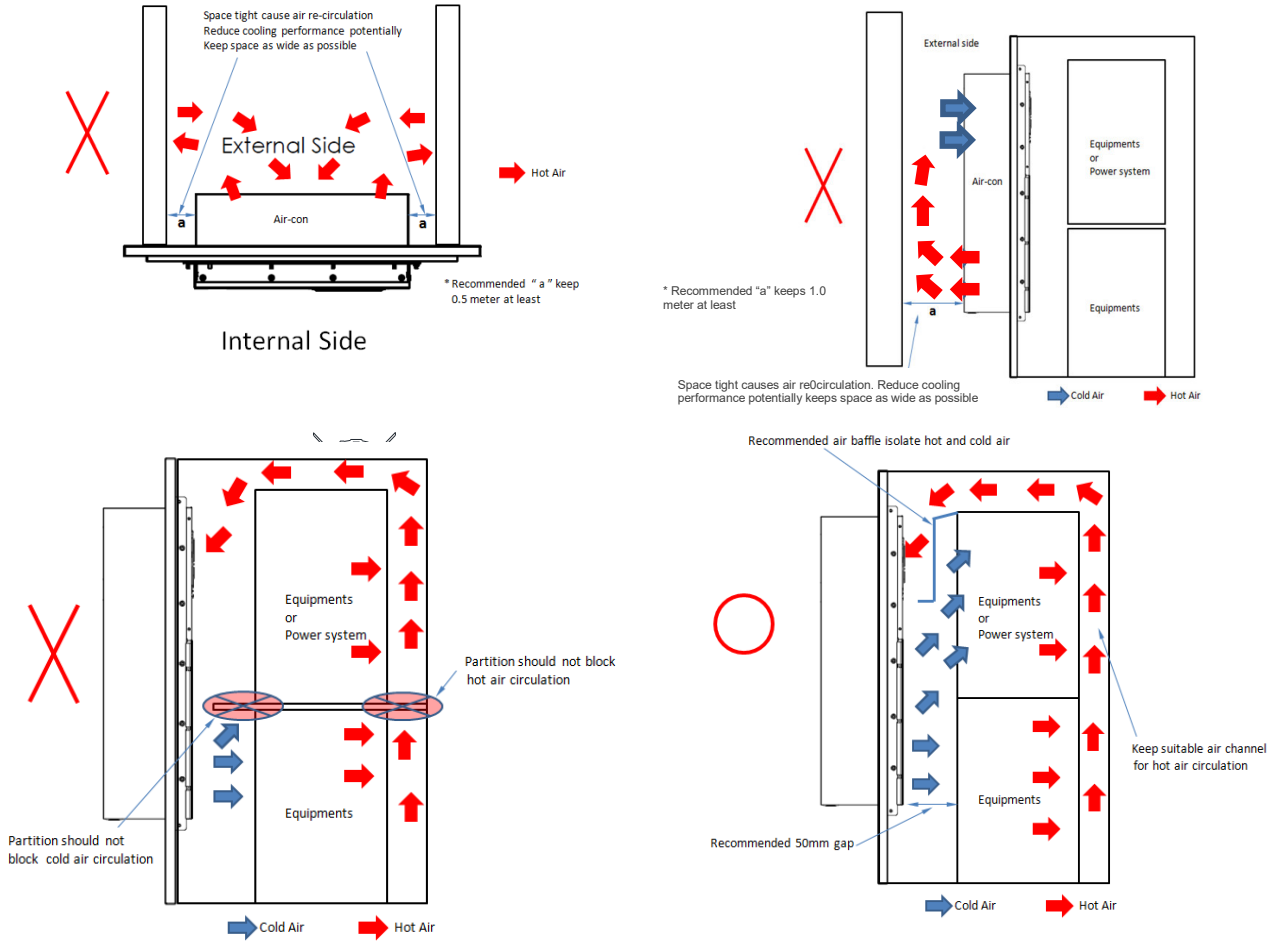 Space tight cause air re-circulation
Reduce cooling performance potentially
Keep space as wide as possible
External Side
Hot Air
Air-con
a
a
* Recommended " a " keep
0.5 meter at least
Internal Side
External side
Equipments
or
Power system
Air-con
* Recommended “a” keeps 1.0
meter at least
a
Equipments
Space tight causes air re0circulation. Reduce cooling
performance potentially keeps space as wide as possible
Cold Air
Hot Air
Equipments
or
Power system
Partition should not block
hot air circulation
Equipments
Partition should not
block cold air circulation
Cold Air
Hot Air
Recommended air baffle isolate hot and cold air
Equipments
or
Power system
Keep suitable air channel
for hot air circulation
Equipments
Recommended 50mm gap
Cold Air
Hot Air